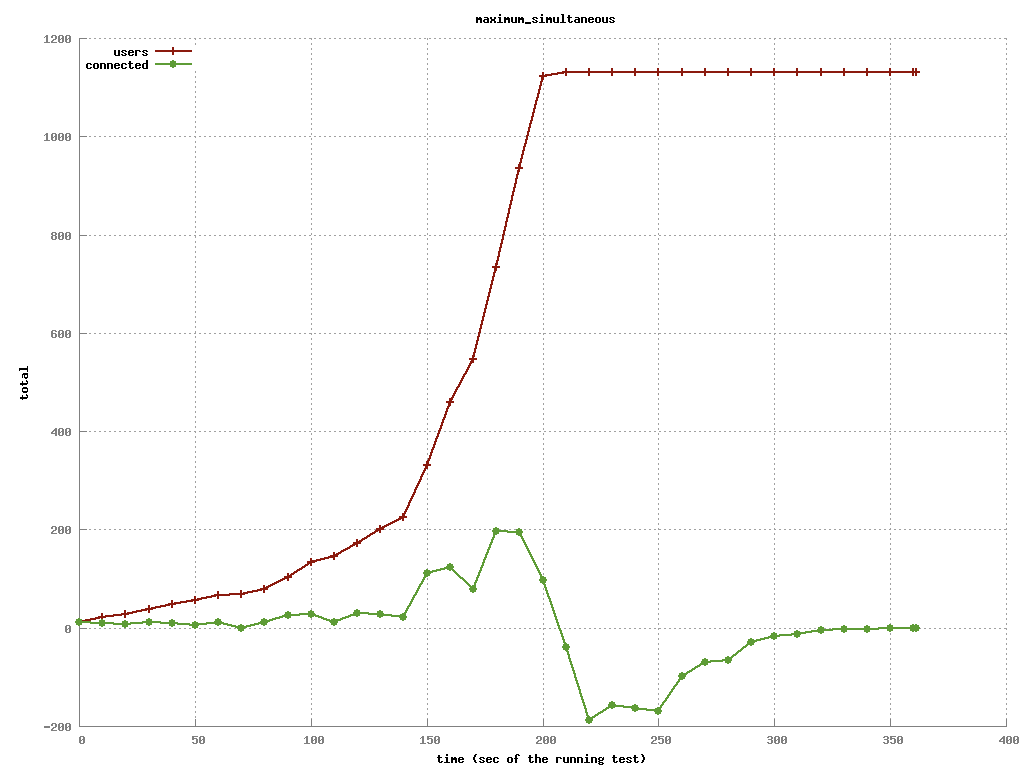 maximum_simultaneous
users
connected
1200
1000
800
600
400
200
0
-200
total
0 50 100 150 200 250 300 350 400
time (sec of the running test)